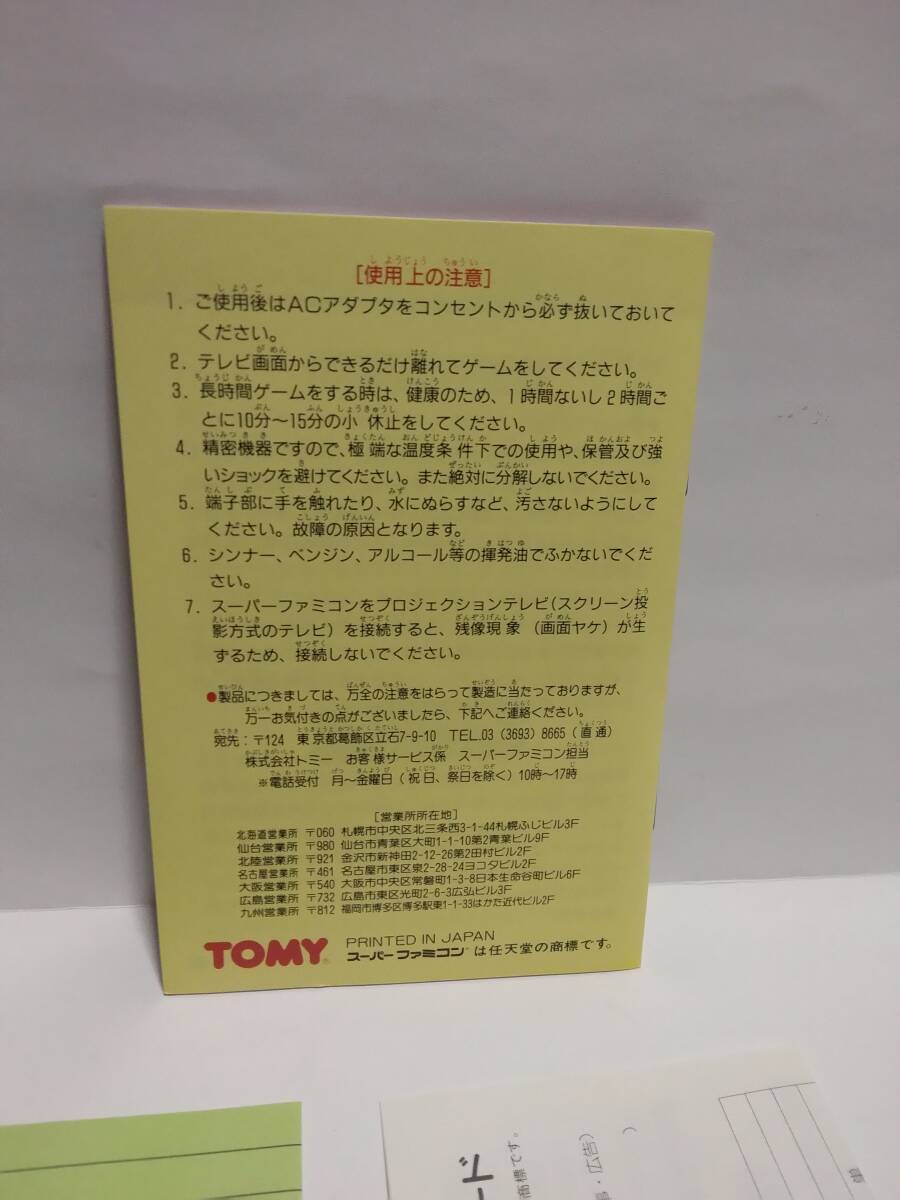 [使用上の注意]
1. ご使用後はACアダプタをコンセントから必ず抜いておいて
ください。
2. テレビ画面からできるだけ離れてゲームをしてください。
3. 長時間ゲームをする時は、健康のため、1時間ないし2時間ご
とに10分〜15分の小休止をしてください。
4. 精密機器ですので、極端な温度条件下での使用や、保管及び強
いショックを避けてください。また絶対に分解しないでください。
5. 端子部に手を触れたり、水にぬらすなど、汚さないようにして
ください。故障の原因となります。
6. シンナー、ベンジン、アルコール等の揮発油でふかないでくだ
さい。
7. スーパーファミコンをプロジェクションテレビ(スクリーン投
影方式のテレビ)を接続すると、残像現象(画面ヤケ)が生
ずるため、接続しないでください。
●製品につきましては、万全の注意をはらって製造に当たっておりますが、
万一お気付きの点がございましたら、下記へご連絡ください。
宛先:〒124 東京都葛飾区立石7-9-10 TEL.03(3693)8665(直通)
株式会社トミー お客様サービス係 スーパーファミコン担当
※電話受付 月〜金曜日(祝日、祭日を除く)10時〜17時
[営業所所在地]
北海道営業所 〒060 札幌市中央区北三条西3-1-44札幌ふじビル3F
仙台営業所 〒980 仙台市青葉区大町1-1-10第2青葉ビル9F
北陸営業所 〒921 金沢市新神田2-12-26第2田村ビル2F
名古屋営業所 〒461 名古屋市東区泉2-28-24ヨコタビル2F
大阪営業所 〒540 大阪市中央区常磐町1-3-8日本生命谷町ビル6F
広島営業所 〒732 広島市東区光町2-6-3広弘ビル3F
九州営業所 〒812 福岡市博多区博多駅東1-1-33はかた近代ビル2F
TOMY® PRINTED IN JAPAN
スーパーファミコン®は任天堂の商標です。
ード
商標です。
・広告)
)